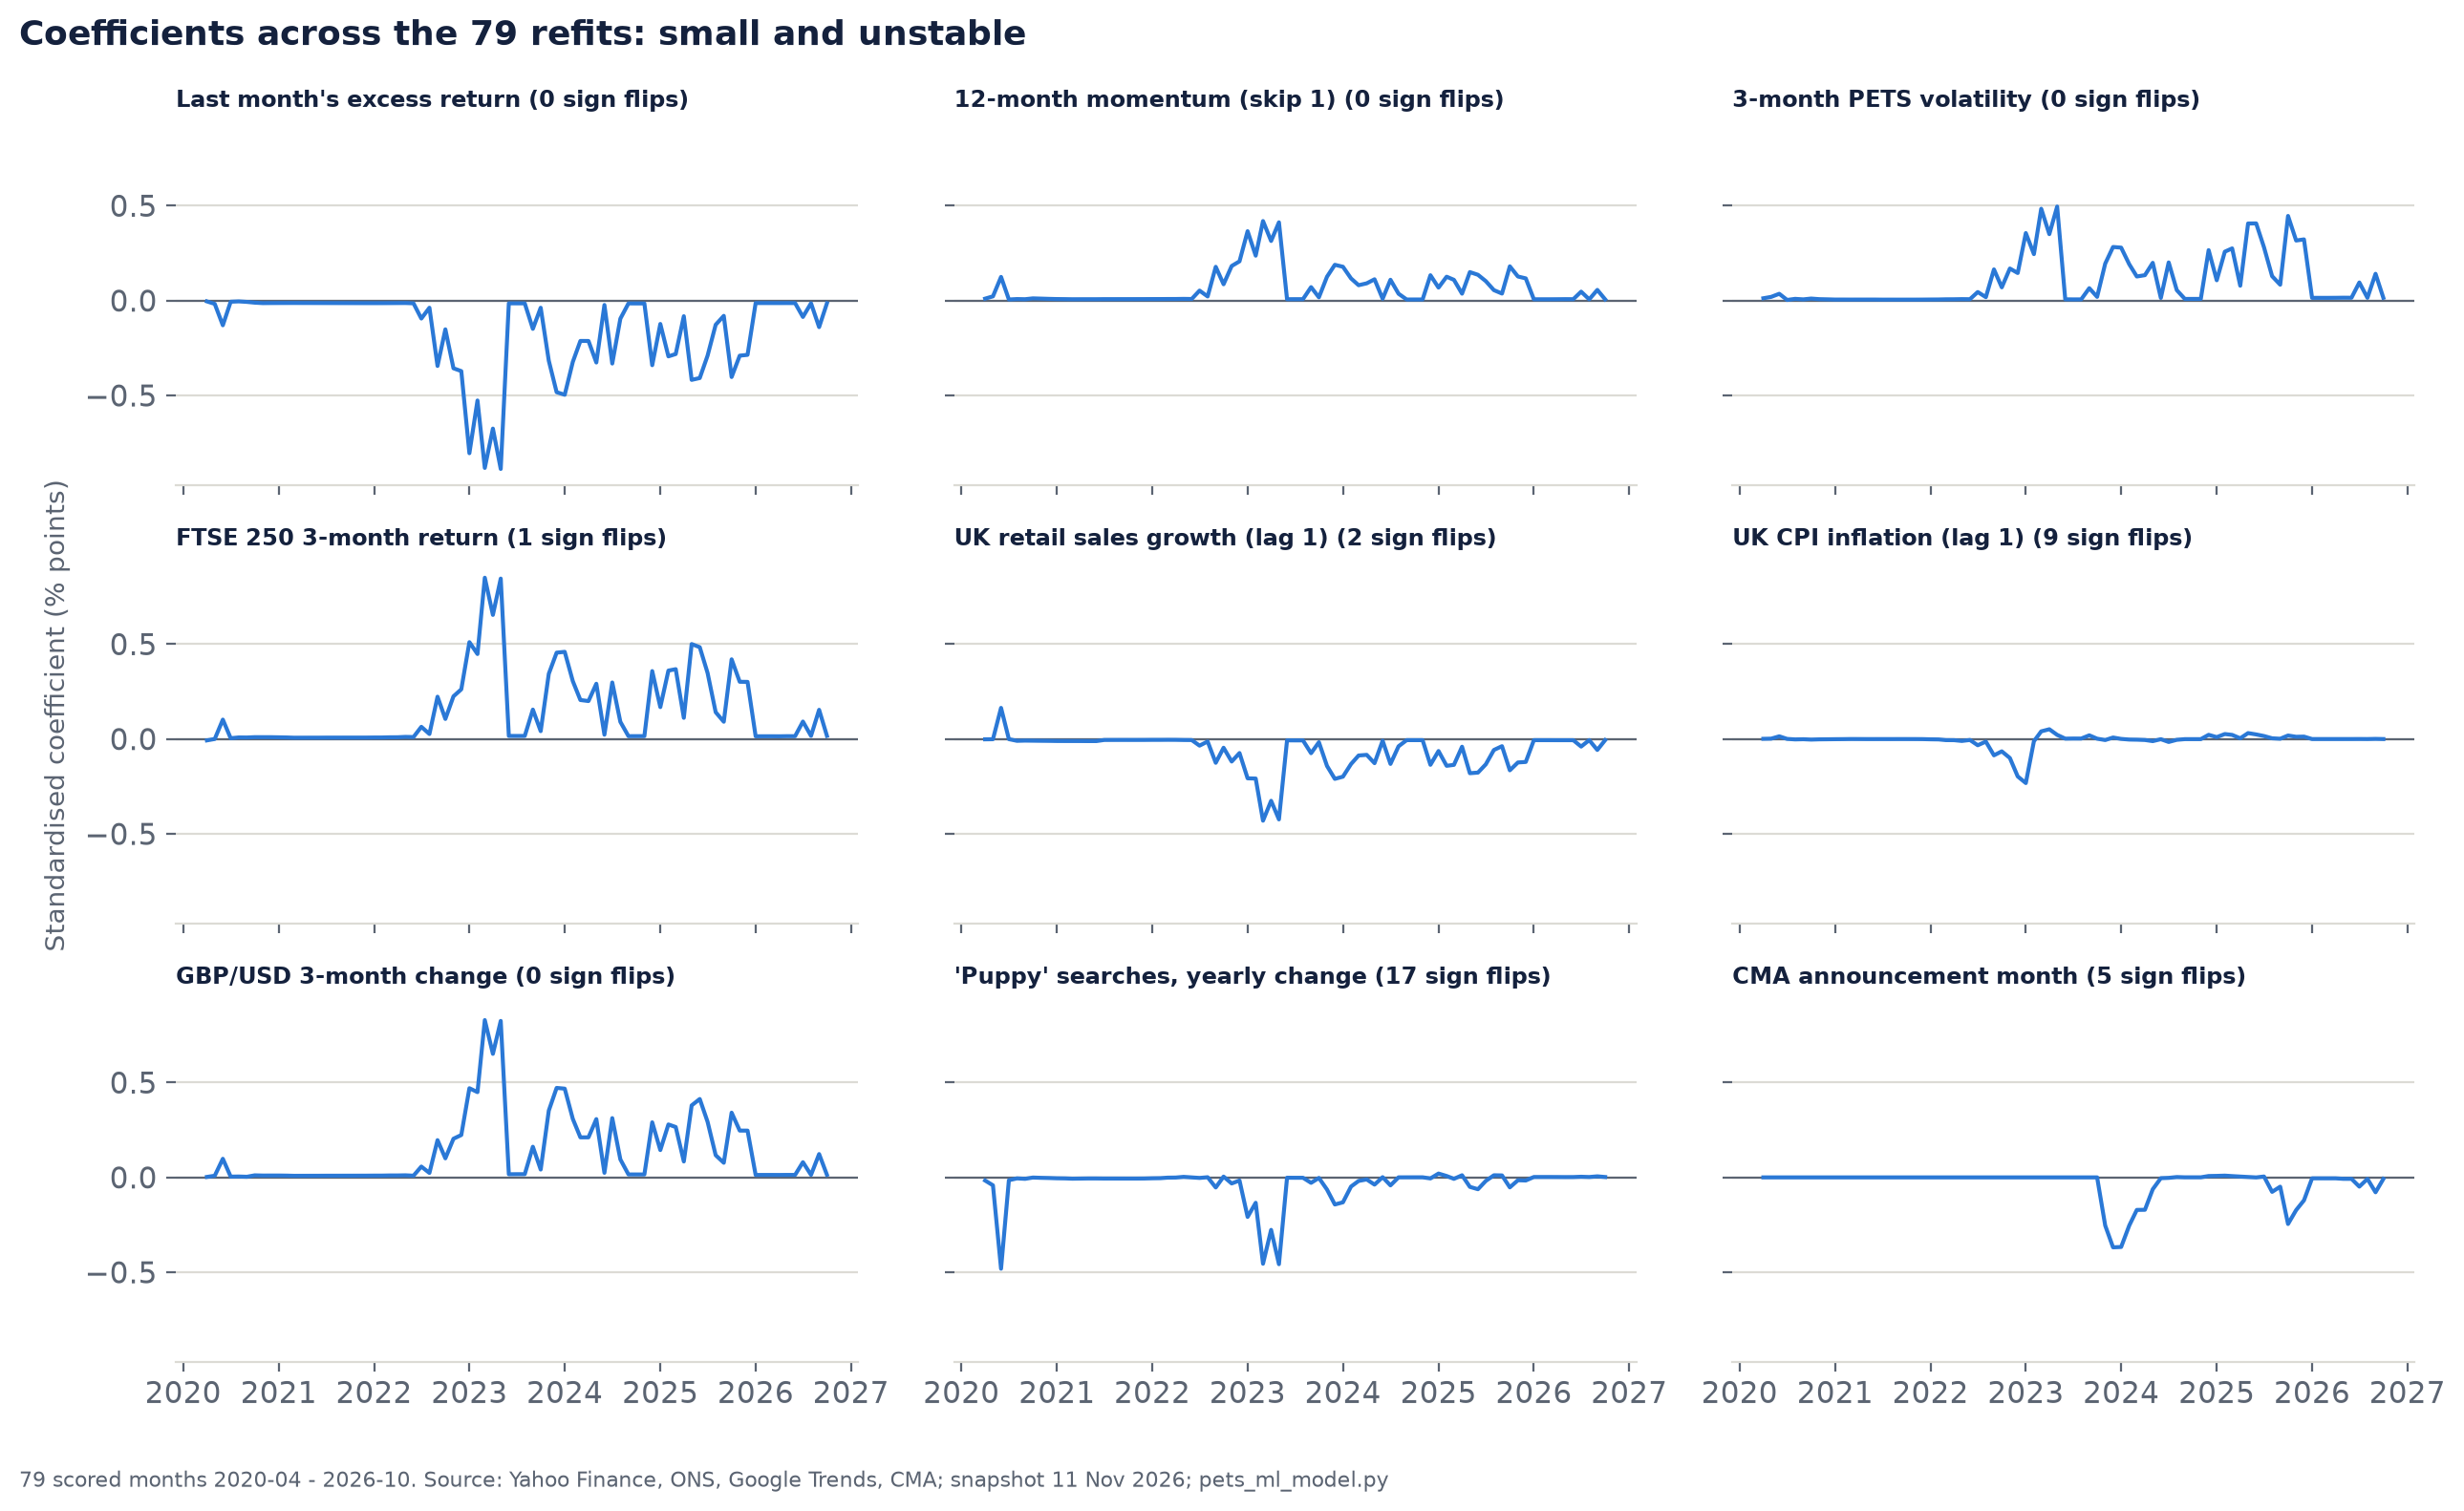 Coefficients across the 79 refits: small and unstable
Last month's excess return (0 sign flips)
12-month momentum (skip 1) (0 sign flips)
3-month PETS volatility (0 sign flips)
0.5
0.0
−0.5
FTSE 250 3-month return (1 sign flips)
UK retail sales growth (lag 1) (2 sign flips)
UK CPI inflation (lag 1) (9 sign flips)
Standardised coefficient (% points)
0.5
0.0
−0.5
GBP/USD 3-month change (0 sign flips)
'Puppy' searches, yearly change (17 sign flips)
CMA announcement month (5 sign flips)
0.5
0.0
−0.5
2020 2021 2022 2023 2024 2025 2026 2027
2020 2021 2022 2023 2024 2025 2026 2027
2020 2021 2022 2023 2024 2025 2026 2027
79 scored months 2020-04 - 2026-10. Source: Yahoo Finance, ONS, Google Trends, CMA; snapshot 11 Nov 2026; pets_ml_model.py